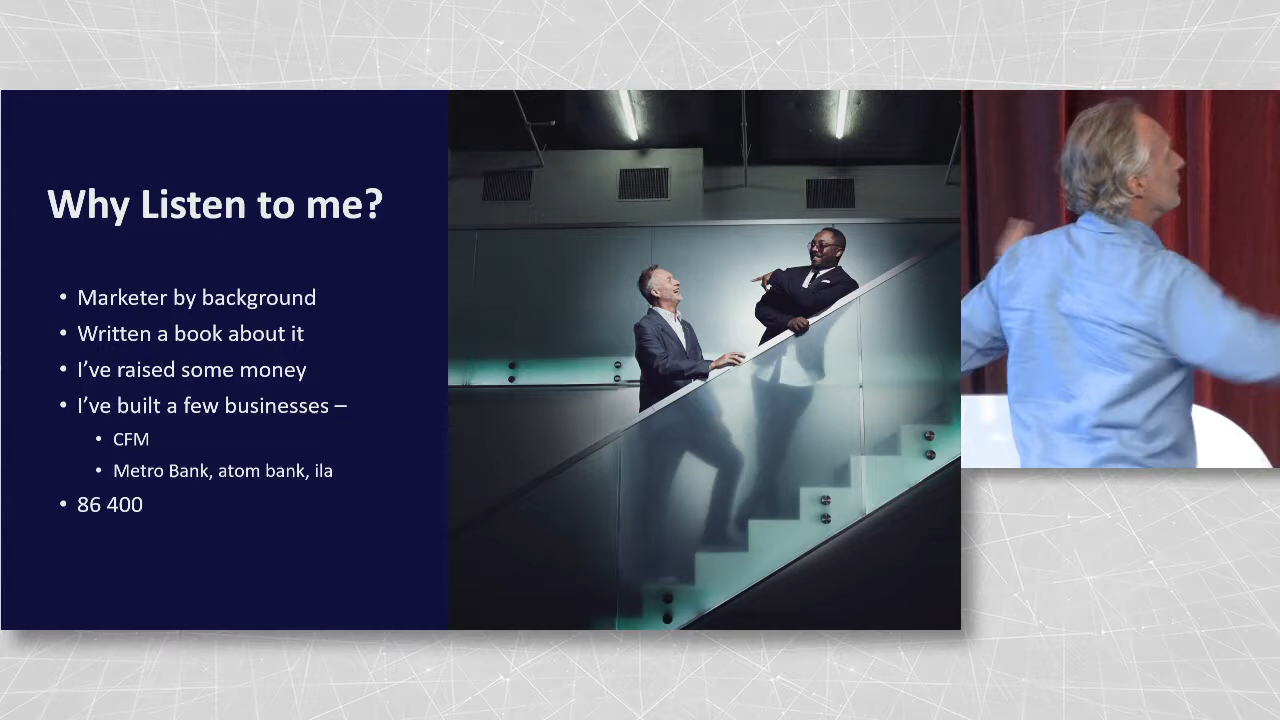 Why Listen to me?
• Marketer by background
• Written a book about it
• I've raised some money
• I've built a few businesses –
• CFM
• Metro Bank, atom bank, ila
• 86 400